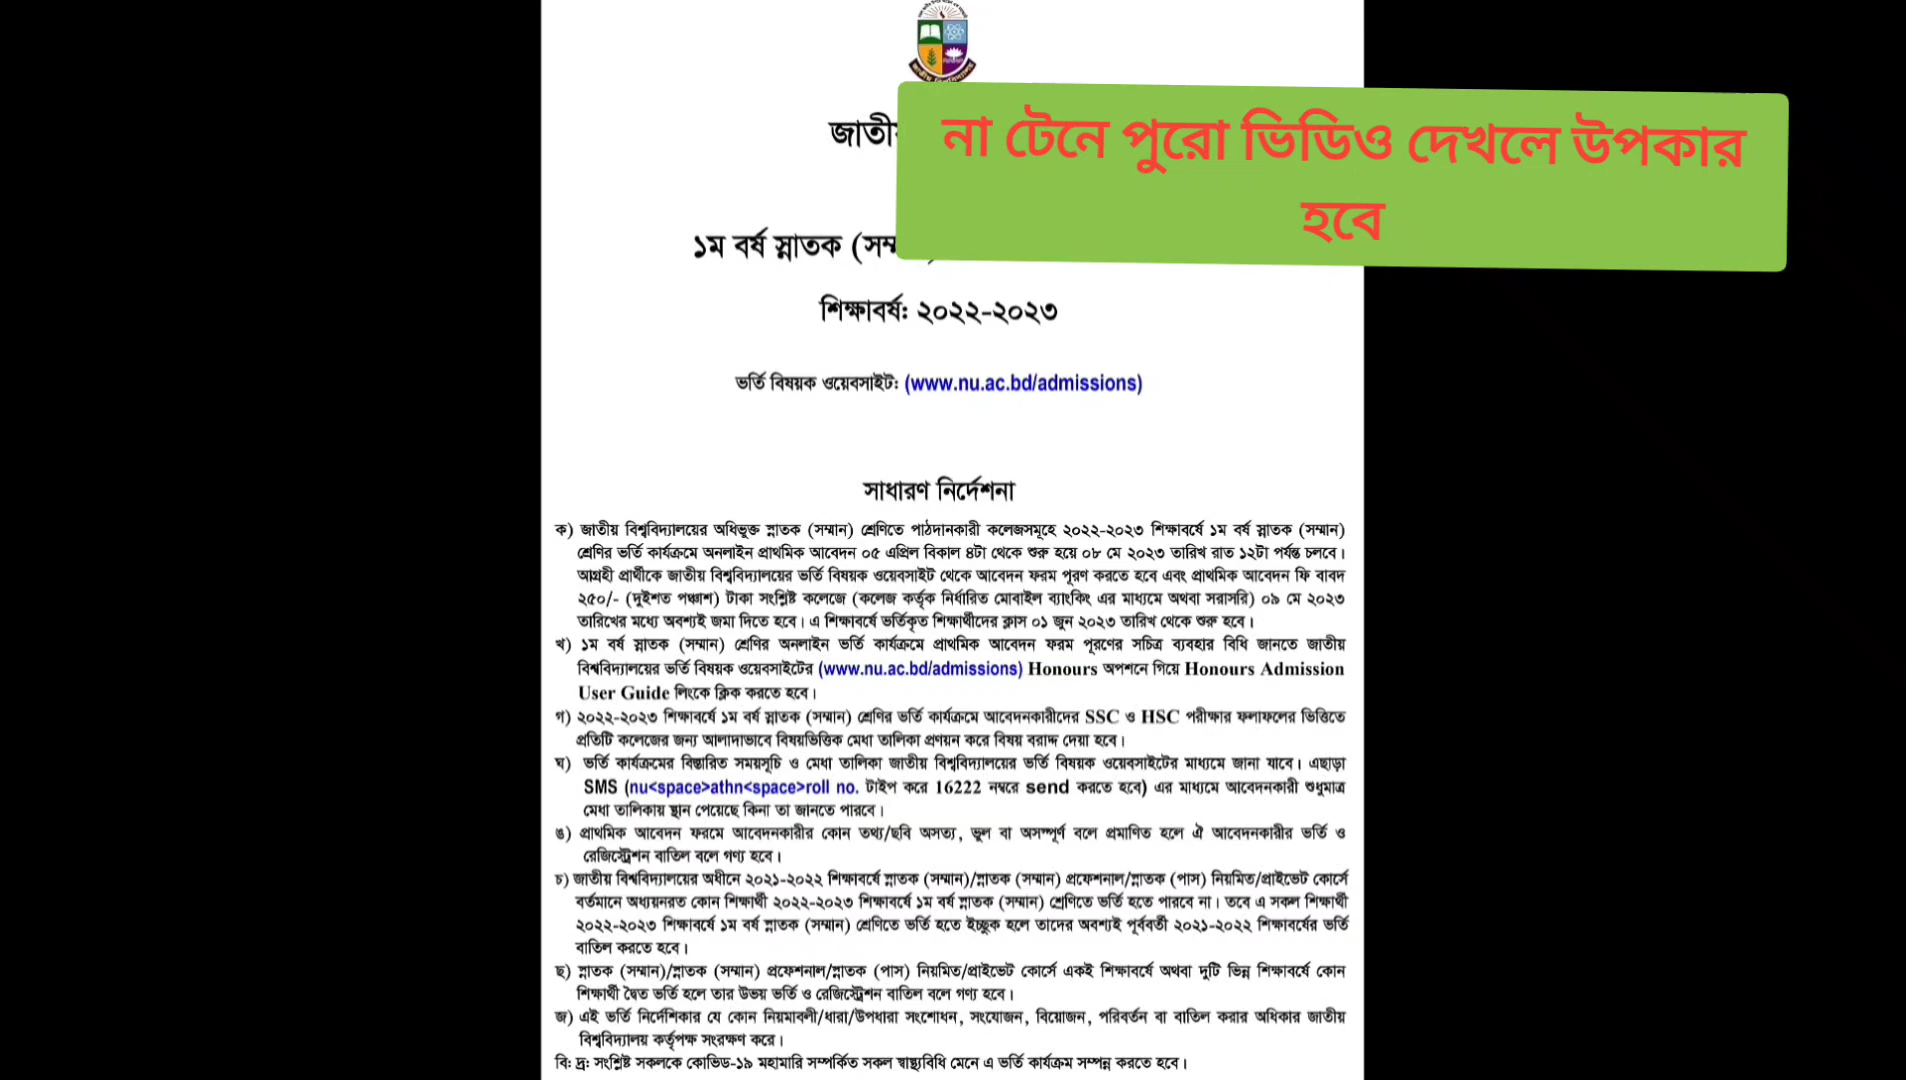 জাতীয়
না টেনে পুরো ভিডিও দেখলে উপকার
হবে
১ম বর্ষ স্নাতক (সম্মান)
শিক্ষাবর্ষ: ২০২২-২০২৩
ভর্তি বিষয়ক ওয়েবসাইট: (www.nu.ac.bd/admissions)
সাধারণ নির্দেশনা
ক) জাতীয় বিশ্ববিদ্যালয়ের অধিভুক্ত স্নাতক (সম্মান) শ্রেণিতে পাঠদানকারী কলেজসমূহে ২০২২-২০২৩ শিক্ষাবর্ষে ১ম বর্ষ স্নাতক (সম্মান)
শ্রেণির ভর্তি কার্যক্রমে অনলাইন প্রাথমিক আবেদন ০৫ এপ্রিল বিকাল ৪টা থেকে শুরু হয়ে ০৮ মে ২০২৩ তারিখ রাত ১২টা পর্যন্ত চলবে।
আগ্রহী প্রার্থীকে জাতীয় বিশ্ববিদ্যালয়ের ভর্তি বিষয়ক ওয়েবসাইট থেকে আবেদন ফরম পূরণ করতে হবে এবং প্রাথমিক আবেদন ফি বাবদ
২৫০/- (দুইশত পঞ্চাশ) টাকা সংশ্লিষ্ট কলেজে (কলেজ কর্তৃক নির্ধারিত মোবাইল ব্যাংকিং এর মাধ্যমে অথবা সরাসরি) ০৯ মে ২০২৩
তারিখের মধ্যে অবশ্যই জমা দিতে হবে। এ শিক্ষাবর্ষে ভর্তিকৃত শিক্ষার্থীদের ক্লাস ০১ জুন ২০২৩ তারিখ থেকে শুরু হবে।
খ) ১ম বর্ষ স্নাতক (সম্মান) শ্রেণির অনলাইন ভর্তি কার্যক্রমে প্রাথমিক আবেদন ফরম পূরণের সচিত্র ব্যবহার বিধি জানতে জাতীয়
বিশ্ববিদ্যালয়ের ভর্তি বিষয়ক ওয়েবসাইটের (www.nu.ac.bd/admissions) Honours অপশনে গিয়ে Honours Admission
User Guide লিংকে ক্লিক করতে হবে।
গ) ২০২২-২০২৩ শিক্ষাবর্ষে ১ম বর্ষ স্নাতক (সম্মান) শ্রেণির ভর্তি কার্যক্রমে আবেদনকারীদের SSC ও HSC পরীক্ষার ফলাফলের ভিত্তিতে
প্রতিটি কলেজের জন্য আলাদাভাবে বিষয়ভিত্তিক মেধা তালিকা প্রণয়ন করে বিষয় বরাদ্দ দেয়া হবে।
ঘ) ভর্তি কার্যক্রমের বিস্তারিত সময়সূচি ও মেধা তালিকা জাতীয় বিশ্ববিদ্যালয়ের ভর্তি বিষয়ক ওয়েবসাইটের মাধ্যমে জানা যাবে। এছাড়া
SMS (nu<space>athn<space>roll no. টাইপ করে 16222 নম্বরে send করতে হবে) এর মাধ্যমে আবেদনকারী শুধুমাত্র
মেধা তালিকায় স্থান পেয়েছে কিনা তা জানতে পারবে।
ঙ) প্রাথমিক আবেদন ফরমে আবেদনকারীর কোন তথ্য/ছবি অসত্য, ভুল বা অসম্পূর্ণ বলে প্রমাণিত হলে ঐ আবেদনকারীর ভর্তি ও
রেজিস্ট্রেশন বাতিল বলে গণ্য হবে।
চ) জাতীয় বিশ্ববিদ্যালয়ের অধীনে ২০২১-২০২২ শিক্ষাবর্ষে স্নাতক (সম্মান)/স্নাতক (সম্মান) প্রফেশনাল/স্নাতক (পাস) নিয়মিত/প্রাইভেট কোর্সে
বর্তমানে অধ্যয়নরত কোন শিক্ষার্থী ২০২২-২০২৩ শিক্ষাবর্ষে ১ম বর্ষ স্নাতক (সম্মান) শ্রেণিতে ভর্তি হতে পারবে না। তবে এ সকল শিক্ষার্থী
২০২২-২০২৩ শিক্ষাবর্ষে ১ম বর্ষ স্নাতক (সম্মান) শ্রেণিতে ভর্তি হতে ইচ্ছুক হলে তাদের অবশ্যই পূর্ববর্তী ২০২১-২০২২ শিক্ষাবর্ষের ভর্তি
বাতিল করতে হবে।
ছ) স্নাতক (সম্মান)/স্নাতক (সম্মান) প্রফেশনাল/স্নাতক (পাস) নিয়মিত/প্রাইভেট কোর্সে একই শিক্ষাবর্ষে অথবা দুটি ভিন্ন শিক্ষাবর্ষে কোন
শিক্ষার্থী দ্বৈত ভর্তি হলে তার উভয় ভর্তি ও রেজিস্ট্রেশন বাতিল বলে গণ্য হবে।
জ) এই ভর্তি নির্দেশিকার যে কোন নিয়মাবলী/ধারা/উপধারা সংশোধন, সংযোজন, বিয়োজন, পরিবর্তন বা বাতিল করার অধিকার জাতীয়
বিশ্ববিদ্যালয় কর্তৃপক্ষ সংরক্ষণ করে।
বি: দ্র: সংশ্লিষ্ট সকলকে কোভিড-১৯ মহামারি সম্পর্কিত সকল স্বাস্থ্যবিধি মেনে এ ভর্তি কার্যক্রম সম্পন্ন করতে হবে।